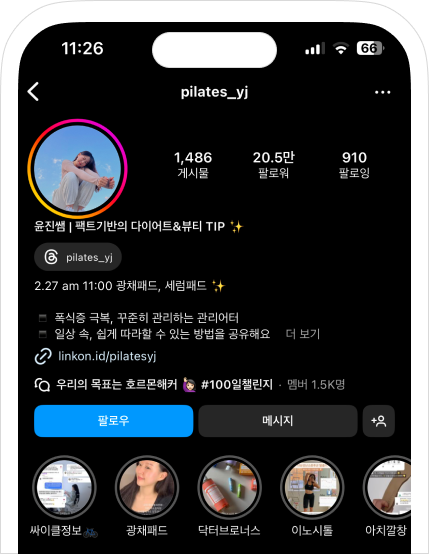 11:26
66
pilates_yj
1,486
20.5만
910
게시물
팔로워
팔로잉
윤진쌤 | 팩트기반의 다이어트&뷰티 TIP ✨
pilates_yj
2.27 am 11:00 광채패드, 세럼패드 ✨
폭식증 극복, 꾸준히 관리하는 관리어터
일상 속, 쉽게 따라할 수 있는 방법을 공유해요 더 보기
linkon.id/pilatesyj
우리의 목표는 호르몬해커 🙋🏻‍♀️ #100일챌린지 · 멤버 1.5K명
팔로우
메시지
싸이클정보🚲
광채패드
닥터브로너스
이노시톨
아치깔창